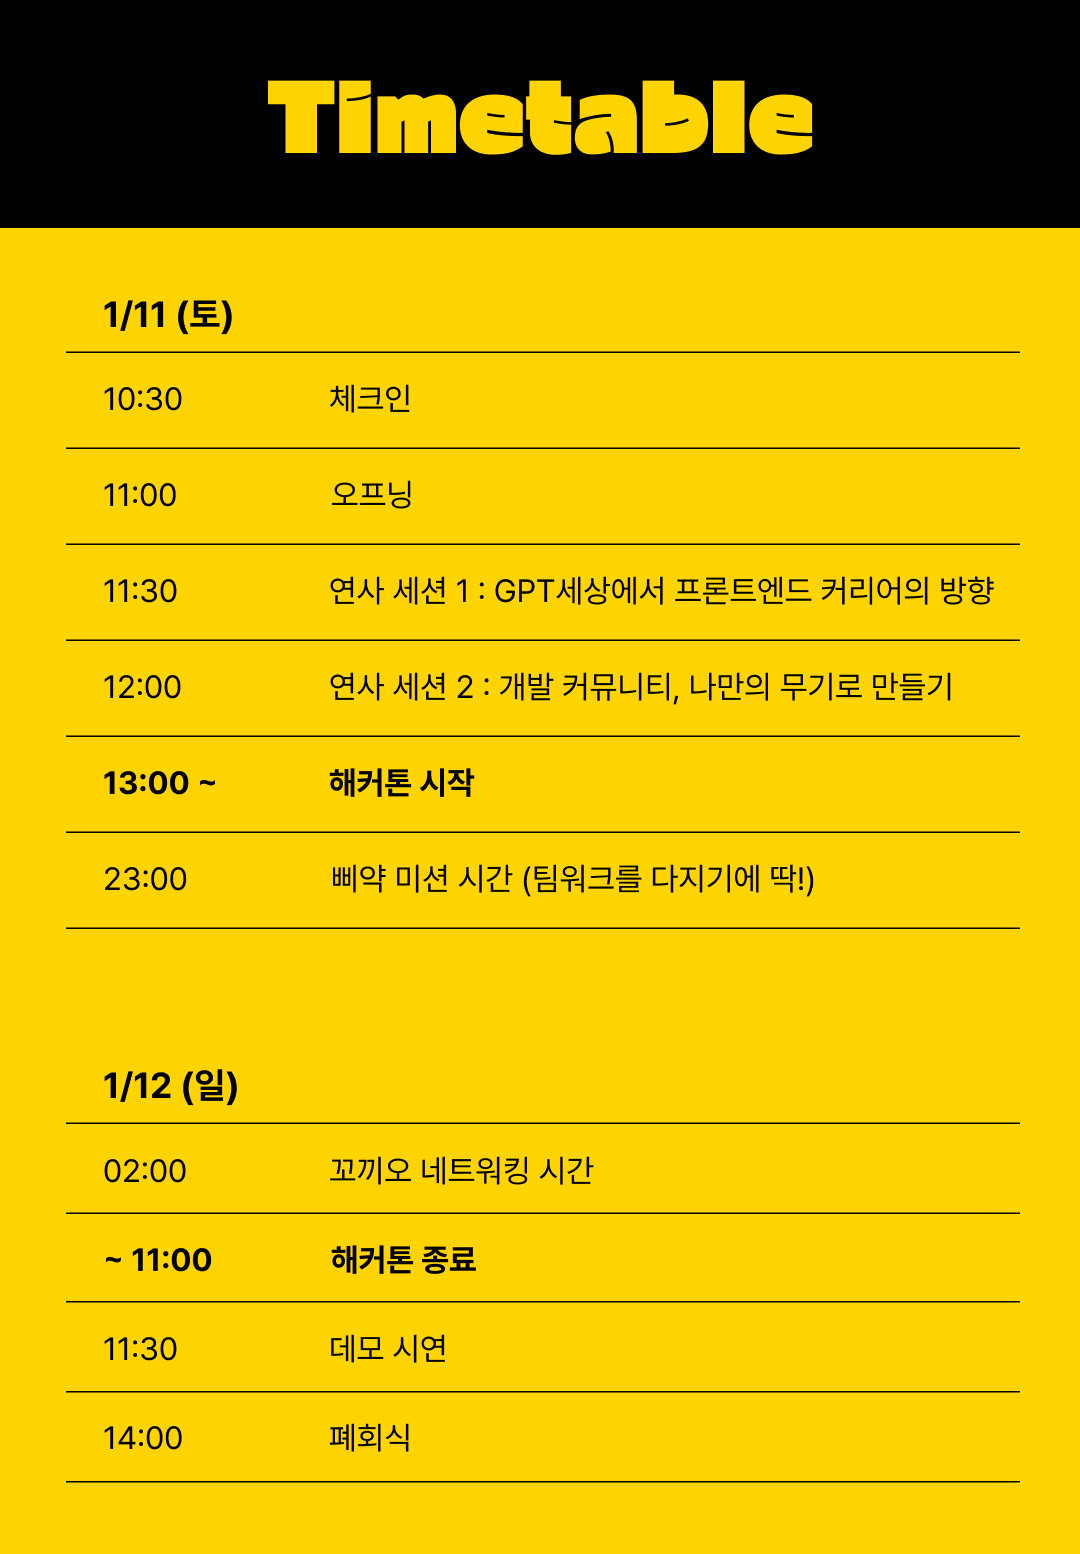 Timetable
1/11 (토)
10:30 체크인
11:00 오프닝
11:30 연사 세션 1 : GPT세상에서 프론트엔드 커리어의 방향
12:00 연사 세션 2 : 개발 커뮤니티, 나만의 무기로 만들기
13:00 ~ 해커톤 시작
23:00 삐약 미션 시간 (팀워크를 다지기에 딱!)
1/12 (일)
02:00 꼬끼오 네트워킹 시간
~ 11:00 해커톤 종료
11:30 데모 시연
14:00 폐회식